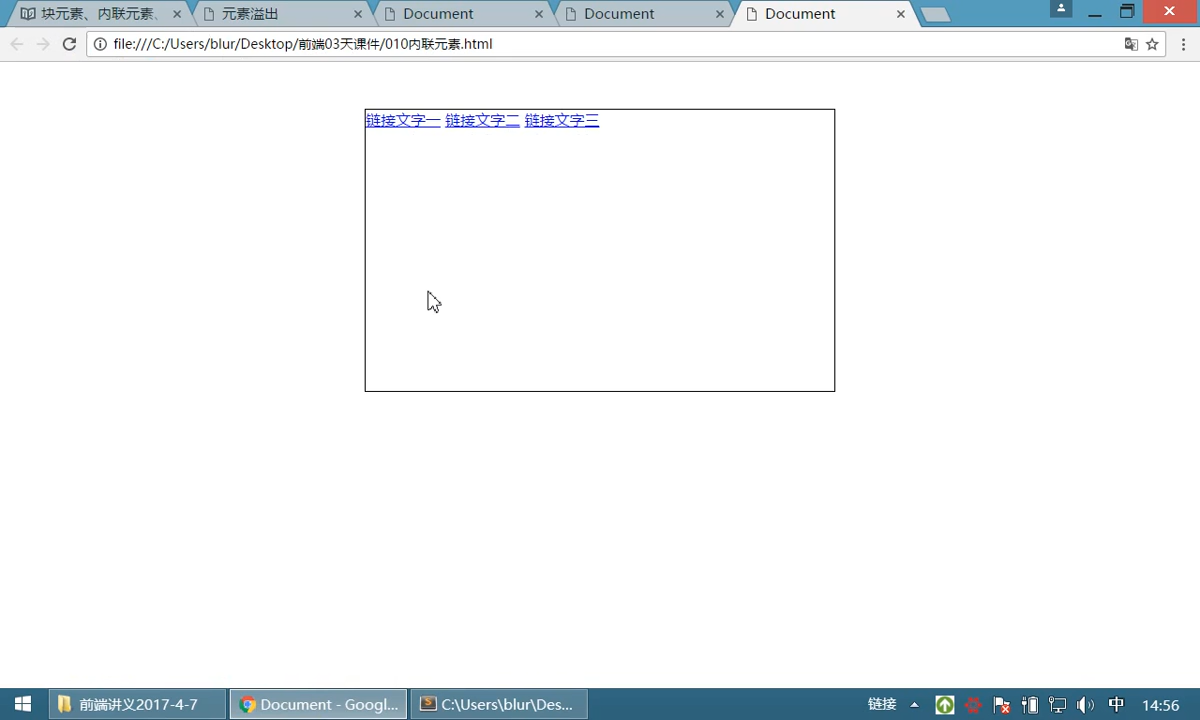 块元素、内联元素、
元素溢出
Document
Document
Document
file:///C:/Users/blur/Desktop/前端03天课件/010内联元素.html
链接文字一 链接文字二 链接文字三
前端讲义2017-4-7
Document - Googl...
C:\Users\blur\Des...
链接
中
14:56